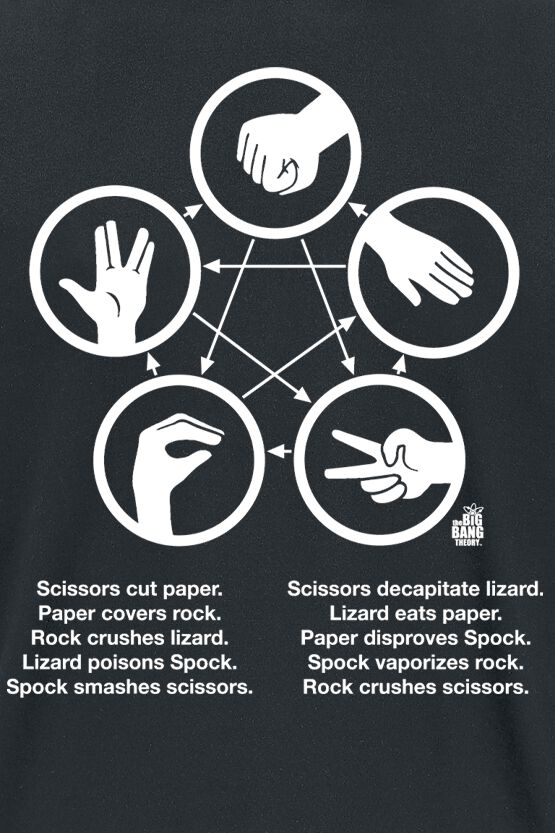 the BIG
BANG
THEORY.
Scissors cut paper.
Paper covers rock.
Rock crushes lizard.
Lizard poisons Spock.
Spock smashes scissors.
Scissors decapitate lizard.
Lizard eats paper.
Paper disproves Spock.
Spock vaporizes rock.
Rock crushes scissors.